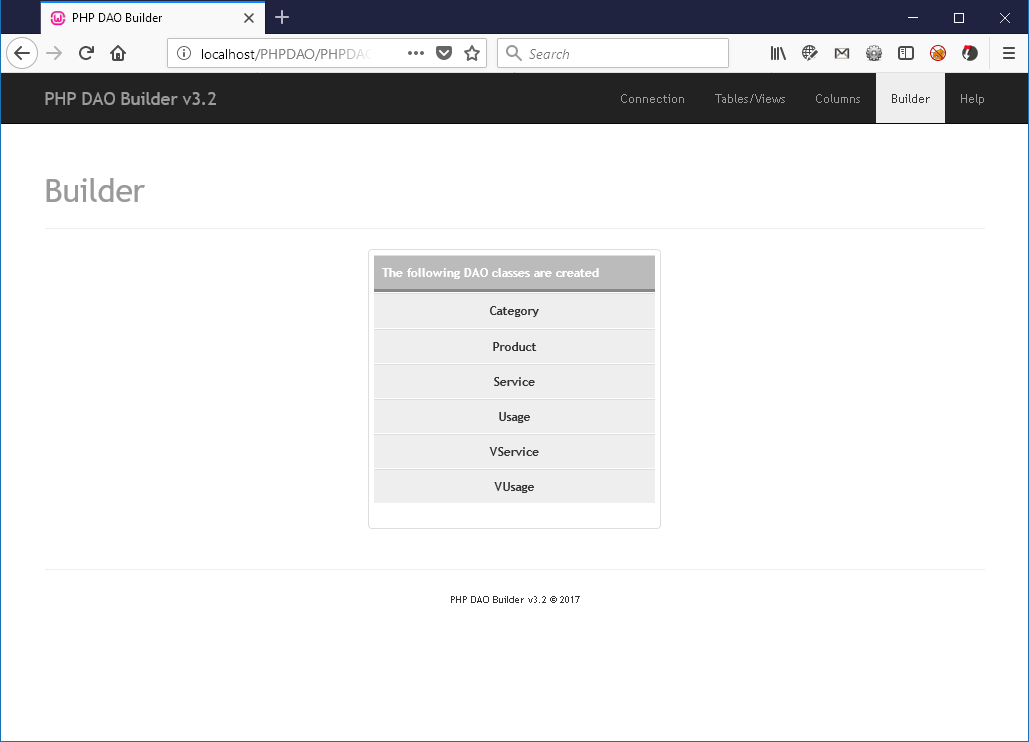 PHP DAO Builder
localhost/PHPDAO/PHPDAO
Search
PHP DAO Builder v3.2
Connection
Tables/Views
Columns
Builder
Help
Builder
The following DAO classes are created
Category
Product
Service
Usage
VService
VUsage
PHP DAO Builder v3.2 © 2017